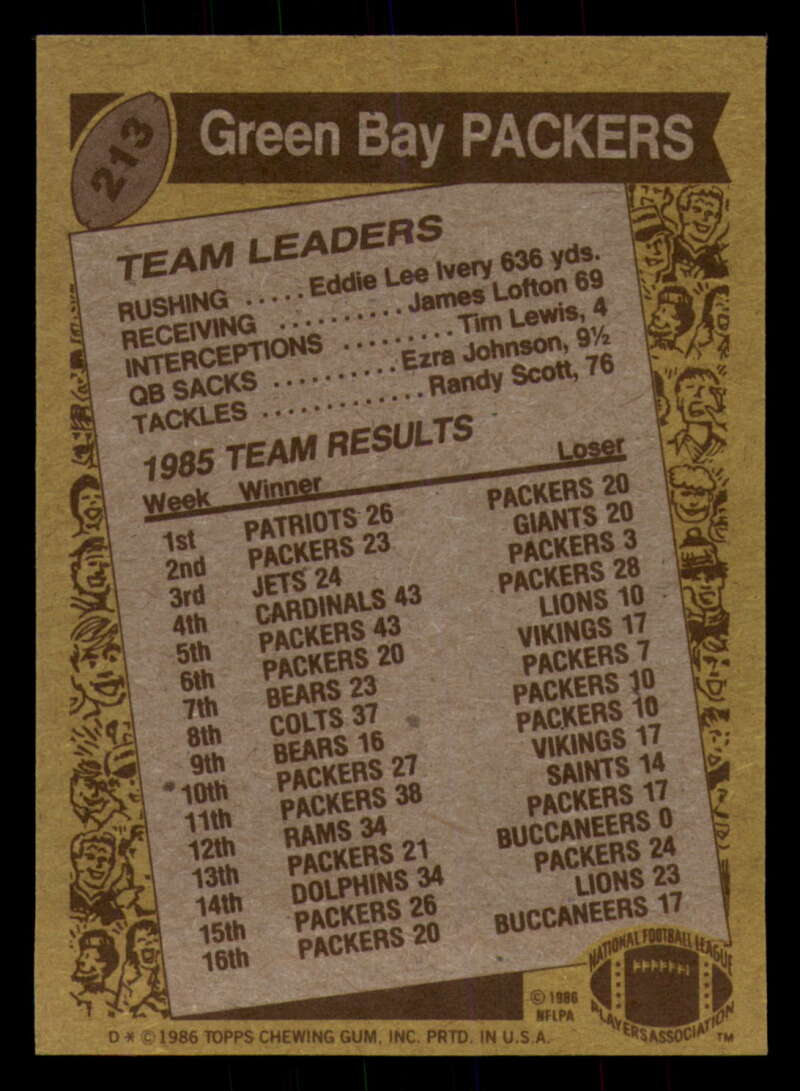 213
Green Bay PACKERS
TEAM LEADERS
RUSHING ..... Eddie Lee Ivery 636 yds.
RECEIVING .......... James Lofton 69
INTERCEPTIONS ......... Tim Lewis, 4
QB SACKS .......... Ezra Johnson, 9½
TACKLES ............. Randy Scott, 76
1985 TEAM RESULTS
Week Winner Loser
1st PATRIOTS 26 PACKERS 20
2nd PACKERS 23 GIANTS 20
3rd JETS 24 PACKERS 3
4th CARDINALS 43 PACKERS 28
5th PACKERS 43 LIONS 10
6th PACKERS 20 VIKINGS 17
7th BEARS 23 PACKERS 7
8th COLTS 37 PACKERS 10
9th BEARS 16 PACKERS 10
10th PACKERS 27 VIKINGS 17
11th PACKERS 38 SAINTS 14
12th RAMS 34 PACKERS 17
13th PACKERS 21 BUCCANEERS 0
14th DOLPHINS 34 PACKERS 24
15th PACKERS 26 LIONS 23
16th PACKERS 20 BUCCANEERS 17
NATIONAL FOOTBALL LEAGUE
PLAYERS ASSOCIATION
TM
© 1986
NFLPA
D * © 1986 TOPPS CHEWING GUM, INC. PRTD. IN U.S.A.